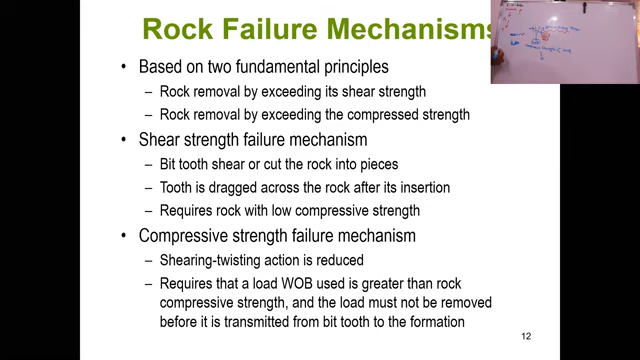 Rock Failure Mechanisms
• Based on two fundamental principles
– Rock removal by exceeding its shear strength
– Rock removal by exceeding the compressed strength
• Shear strength failure mechanism
– Bit tooth shear or cut the rock into pieces
– Tooth is dragged across the rock after its insertion
– Requires rock with low compressive strength
• Compressive strength failure mechanism
– Shearing-twisting action is reduced
– Requires that a load WOB used is greater than rock
compressive strength, and the load must not be removed
before it is transmitted from bit tooth to the formation
12